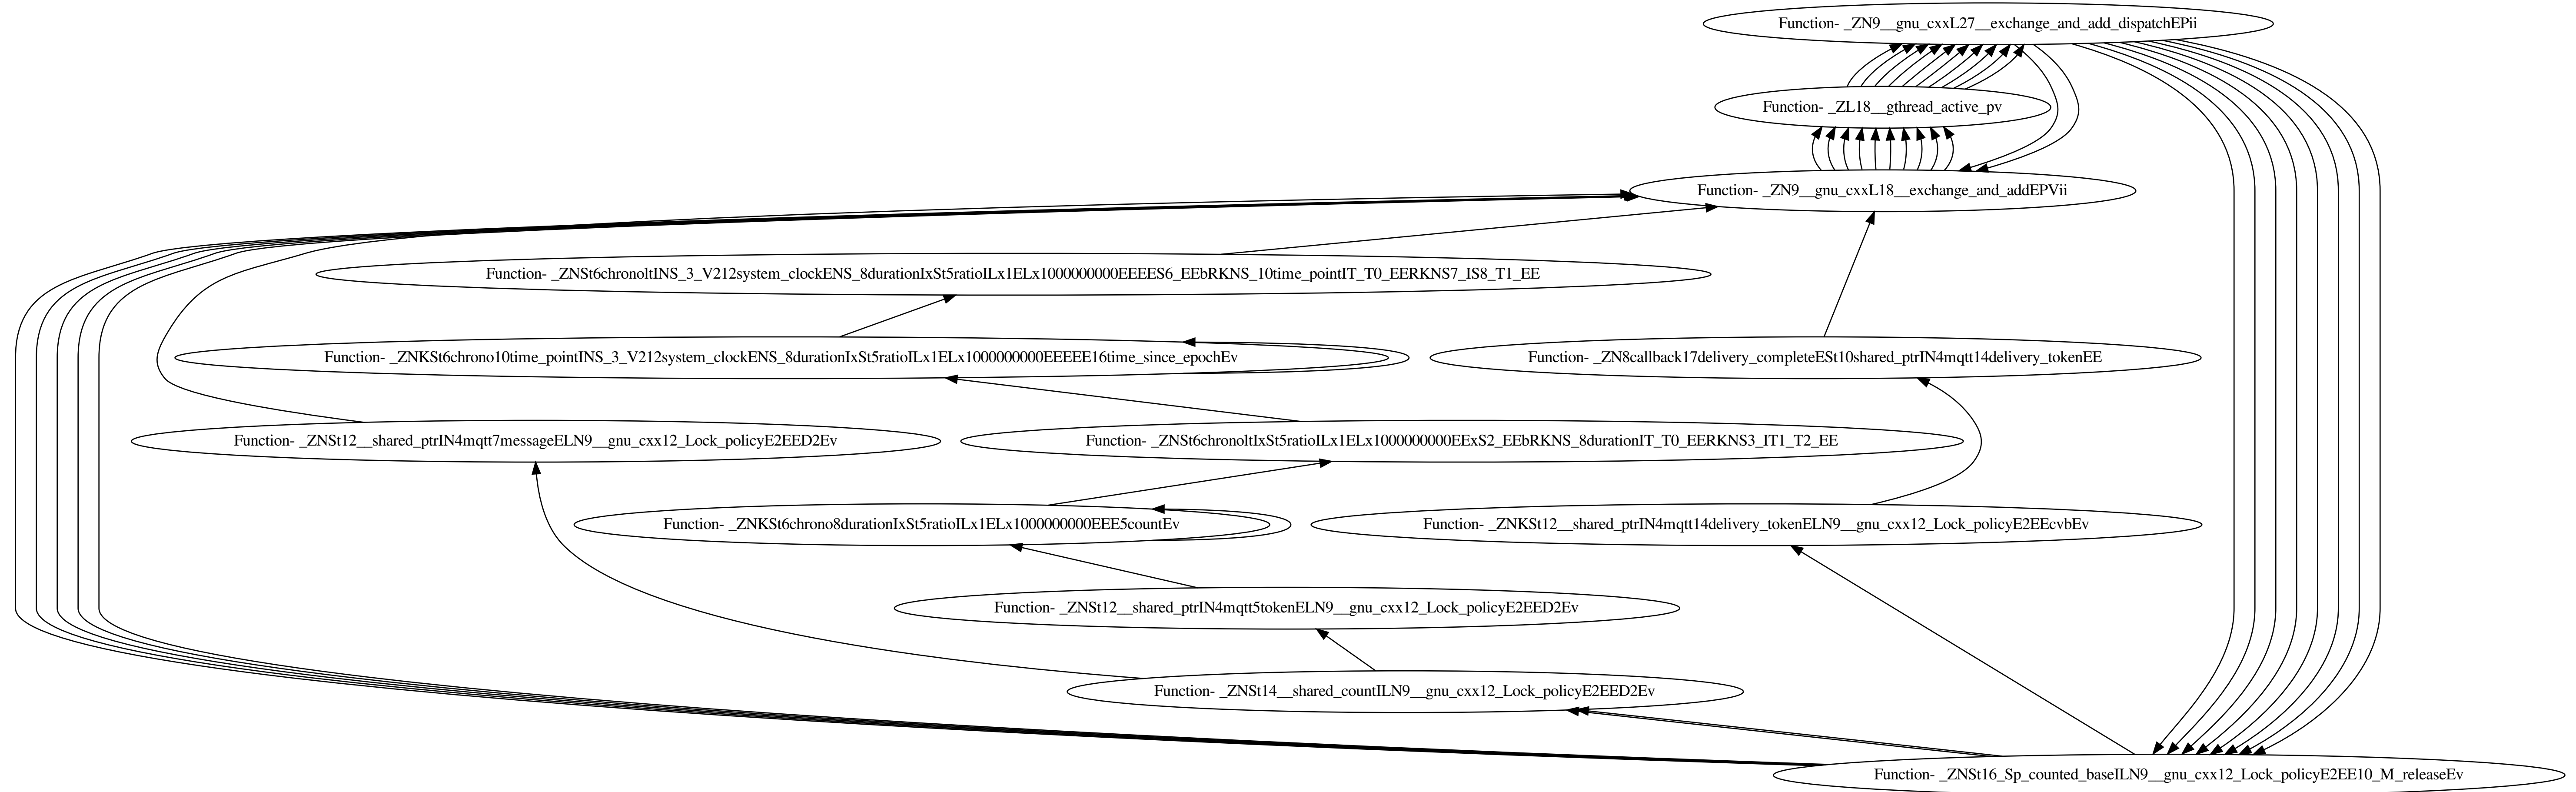 Function- _ZN9__gnu_cxxL27__exchange_and_add_dispatchEPii
Function- _ZL18__gthread_active_pv
Function- _ZN9__gnu_cxxL18__exchange_and_addEPVii
Function- _ZNSt6chronoltINS_3_V212system_clockENS_8durationIxSt5ratioILx1ELx1000000000EEEES6_EEbRKNS_10time_pointIT_T0_EERKNS7_IS8_T1_EE
Function- _ZNKSt6chrono10time_pointINS_3_V212system_clockENS_8durationIxSt5ratioILx1ELx1000000000EEEEE16time_since_epochEv
Function- _ZN8callback17delivery_completeESt10shared_ptrIN4mqtt14delivery_tokenEE
Function- _ZNSt12__shared_ptrIN4mqtt7messageELN9__gnu_cxx12_Lock_policyE2EED2Ev
Function- _ZNSt6chronoltIxSt5ratioILx1ELx1000000000EExS2_EEbRKNS_8durationIT_T0_EERKNS3_IT1_T2_EE
Function- _ZNKSt6chrono8durationIxSt5ratioILx1ELx1000000000EEE5countEv
Function- _ZNKSt12__shared_ptrIN4mqtt14delivery_tokenELN9__gnu_cxx12_Lock_policyE2EEcvbEv
Function- _ZNSt12__shared_ptrIN4mqtt5tokenELN9__gnu_cxx12_Lock_policyE2EED2Ev
Function- _ZNSt14__shared_countILN9__gnu_cxx12_Lock_policyE2EED2Ev
Function- _ZNSt16_Sp_counted_baseILN9__gnu_cxx12_Lock_policyE2EE10_M_releaseEv